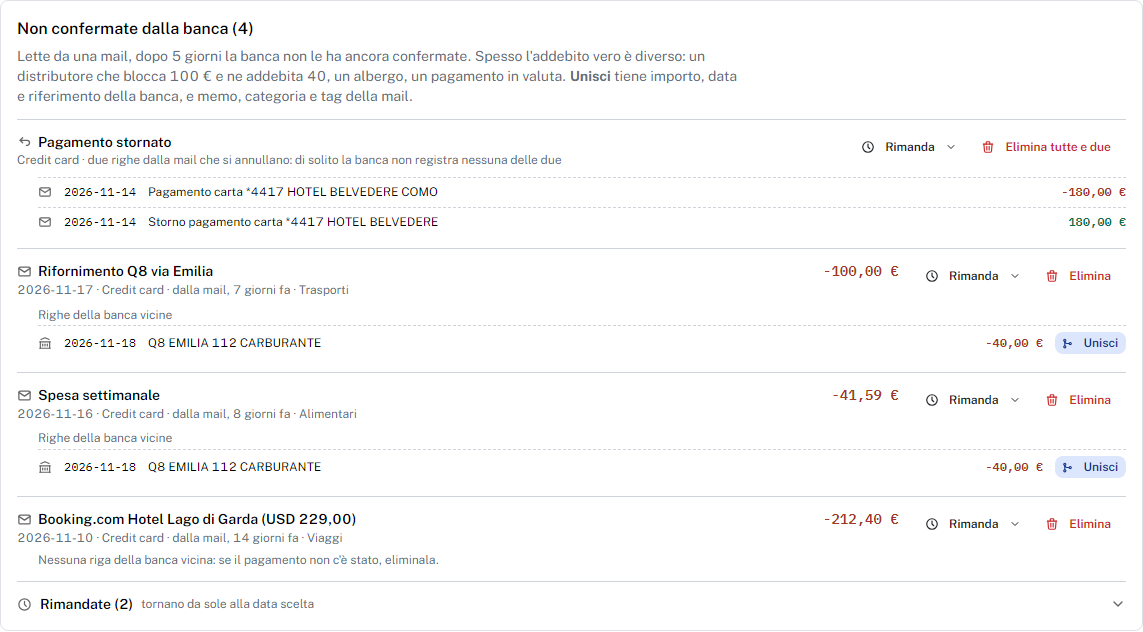 Non confermate dalla banca (4)
Lette da una mail, dopo 5 giorni la banca non le ha ancora confermate. Spesso l'addebito vero è diverso: un
distributore che blocca 100 € e ne addebita 40, un albergo, un pagamento in valuta. Unisci tiene importo, data
e riferimento della banca, e memo, categoria e tag della mail.
Pagamento stornato
Rimanda
Elimina tutte e due
Credit card · due righe dalla mail che si annullano: di solito la banca non registra nessuna delle due
2026-11-14 Pagamento carta *4417 HOTEL BELVEDERE COMO -180,00 €
2026-11-14 Storno pagamento carta *4417 HOTEL BELVEDERE 180,00 €
Rifornimento Q8 via Emilia -100,00 € Rimanda Elimina
2026-11-17 · Credit card · dalla mail, 7 giorni fa · Trasporti
Righe della banca vicine
2026-11-18 Q8 EMILIA 112 CARBURANTE -40,00 € Unisci
Spesa settimanale -41,59 € Rimanda Elimina
2026-11-16 · Credit card · dalla mail, 8 giorni fa · Alimentari
Righe della banca vicine
2026-11-18 Q8 EMILIA 112 CARBURANTE -40,00 € Unisci
Booking.com Hotel Lago di Garda (USD 229,00) -212,40 € Rimanda Elimina
2026-11-10 · Credit card · dalla mail, 14 giorni fa · Viaggi
Nessuna riga della banca vicina: se il pagamento non c'è stato, eliminala.
Rimandate (2) tornano da sole alla data scelta